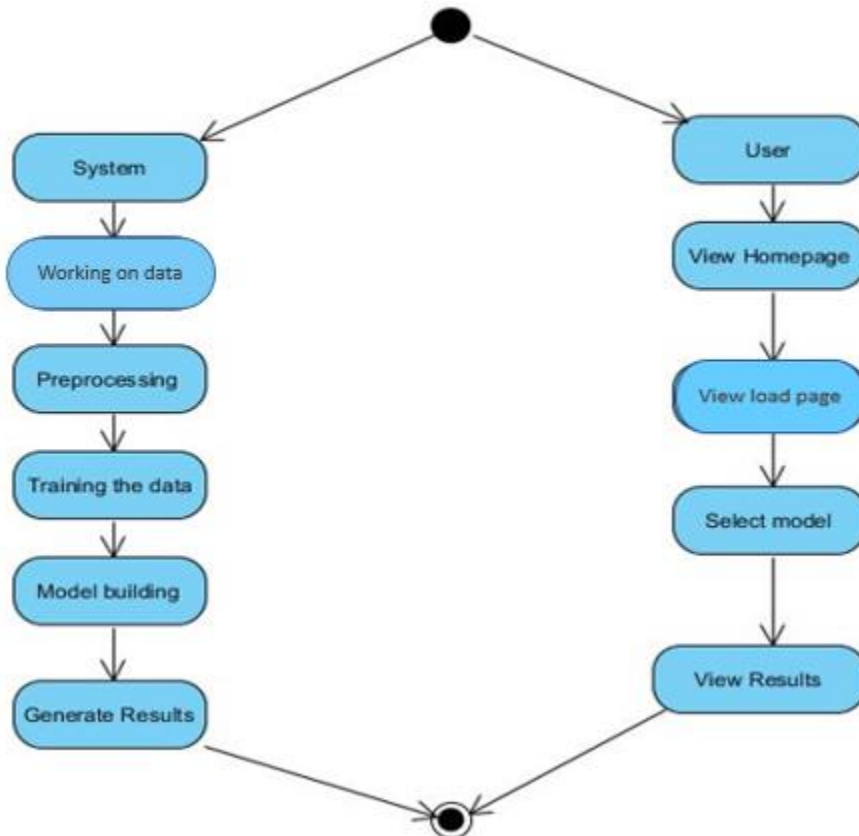 System
Working on data
Preprocessing
Training the data
Model building
Generate Results
User
View Homepage
View load page
Select model
View Results